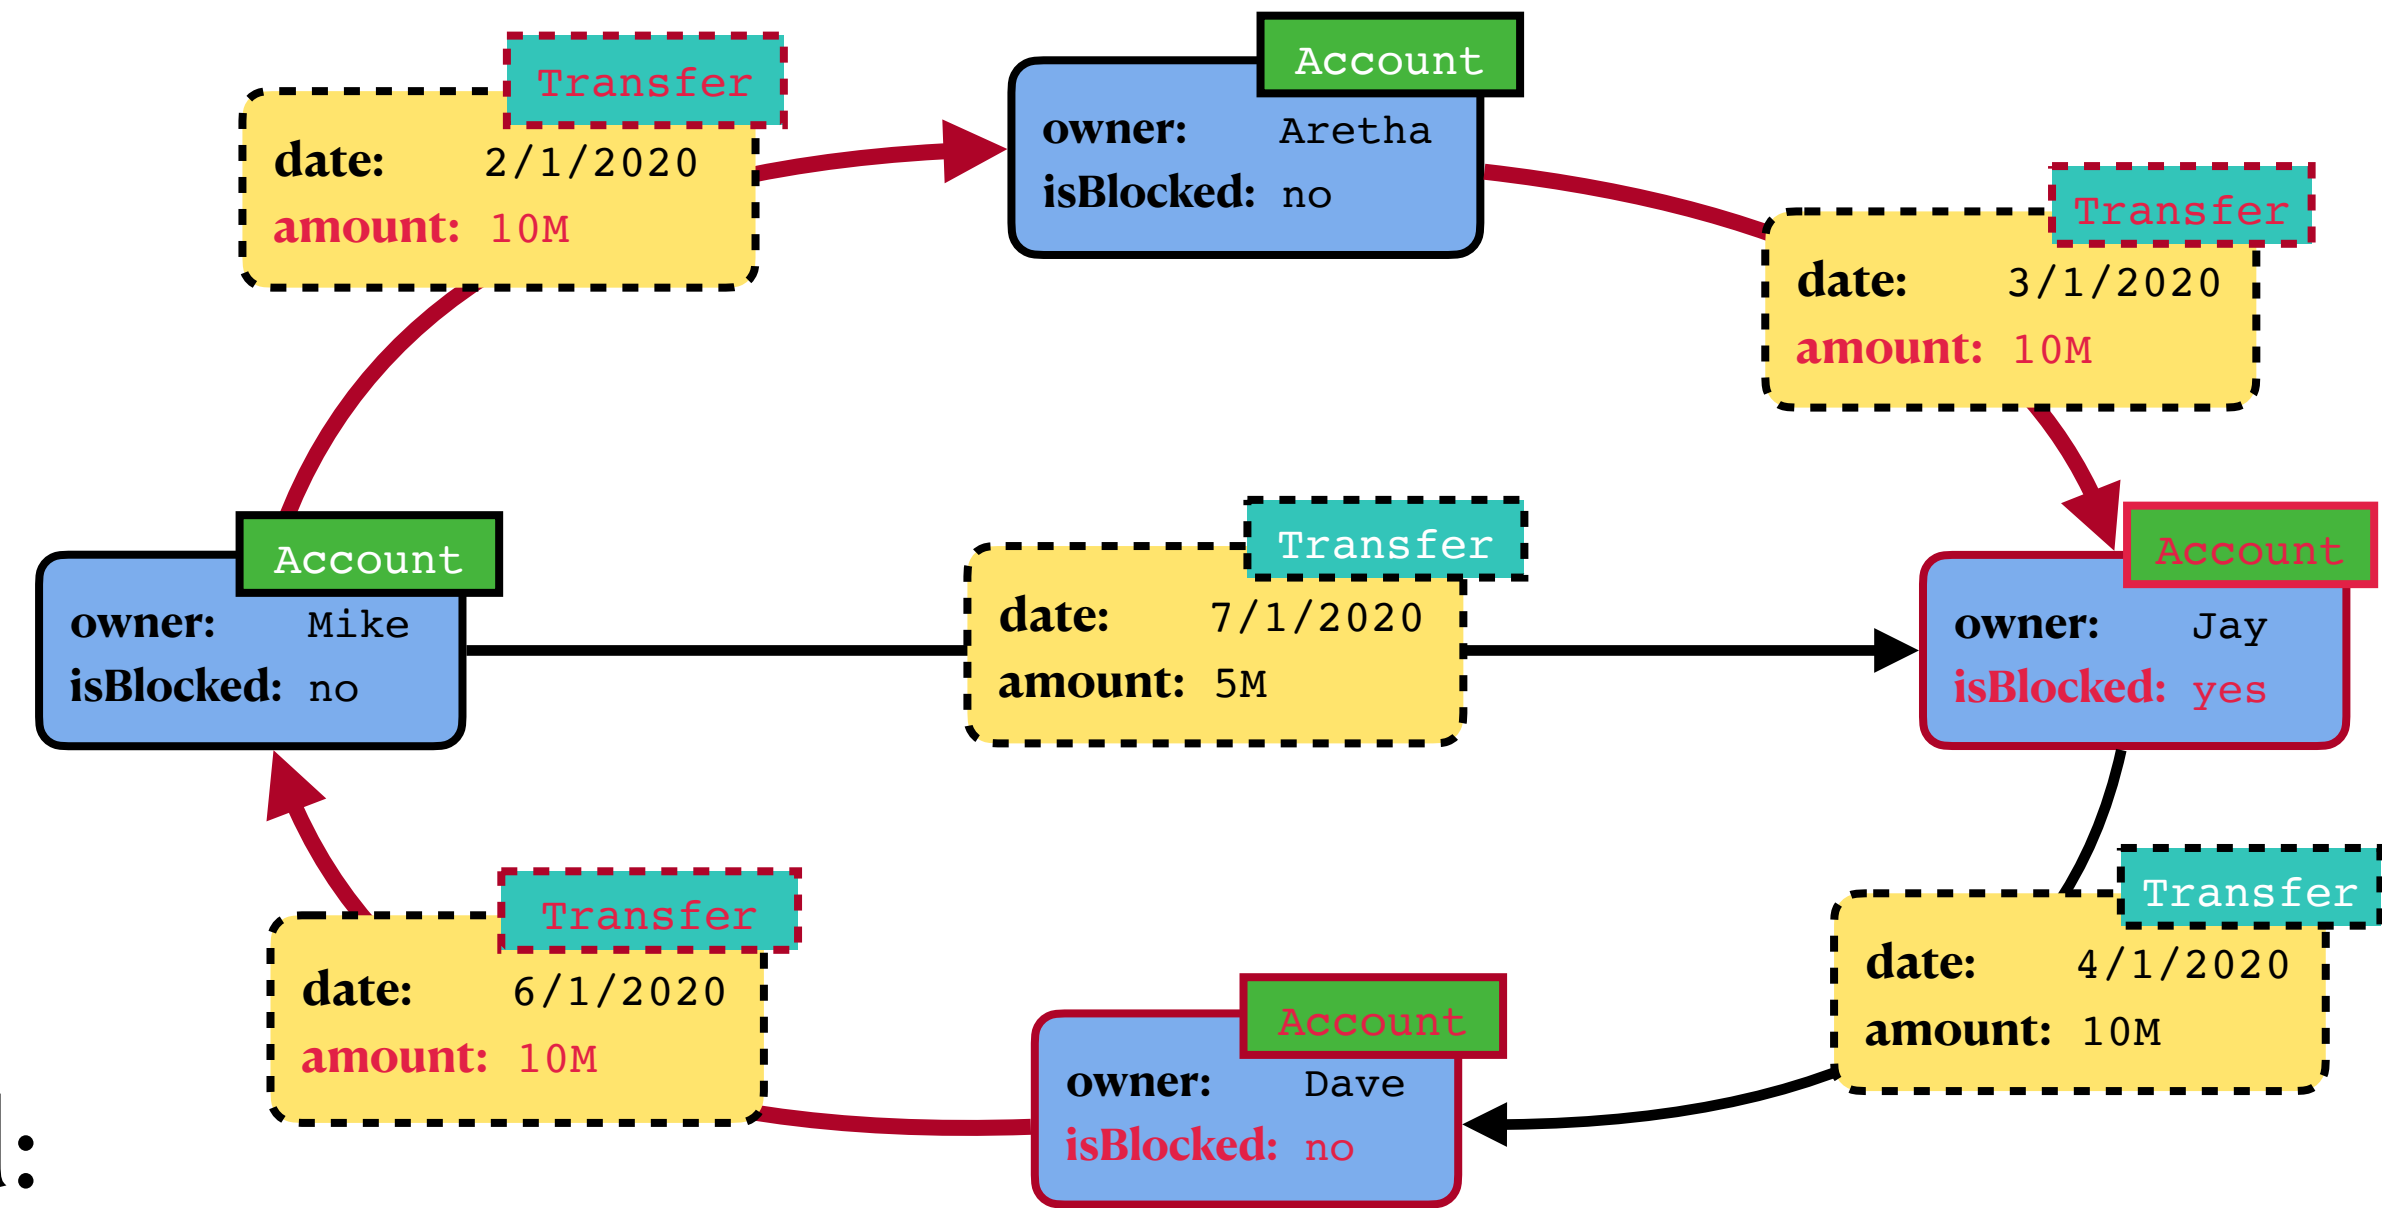 Transfer
date: 2/1/2020
amount: 10M
Account
owner: Aretha
isBlocked: no
Transfer
date: 3/1/2020
amount: 10M
Account
owner: Mike
isBlocked: no
Transfer
date: 7/1/2020
amount: 5M
Account
owner: Jay
isBlocked: yes
Transfer
date: 6/1/2020
amount: 10M
Account
owner: Dave
isBlocked: no
Transfer
date: 4/1/2020
amount: 10M
: